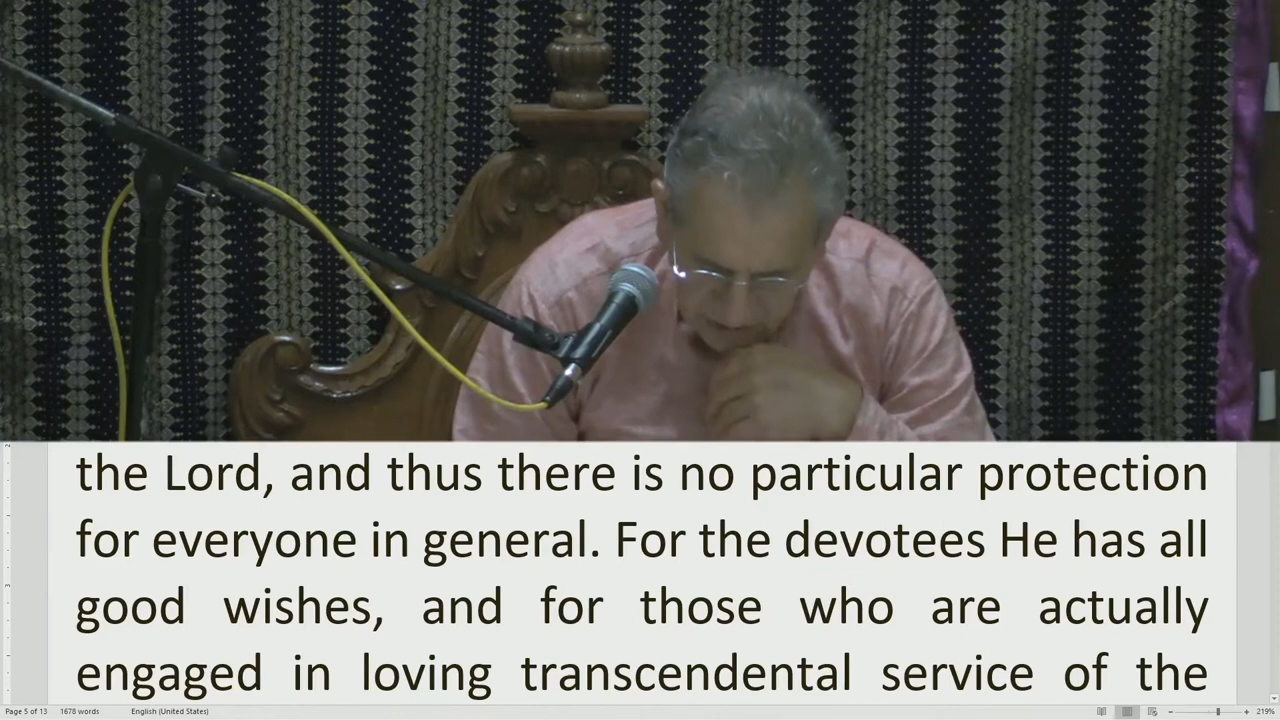 the Lord, and thus there is no particular protection
for everyone in general. For the devotees He has all
good wishes, and for those who are actually
engaged in loving transcendental service of the
Page 5 of 13 1678 words English (United States) 219%